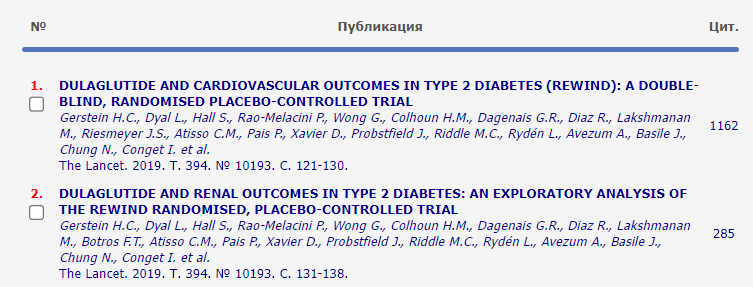 № Публикация Цит.
1. DULAGLUTIDE AND CARDIOVASCULAR OUTCOMES IN TYPE 2 DIABETES (REWIND): A DOUBLE-
BLIND, RANDOMISED PLACEBO-CONTROLLED TRIAL
Gerstein H.C., Dyal L., Hall S., Rao-Melacini P., Wong G., Colhoun H.M., Dagenais G.R., Diaz R., Lakshmanan
M., Riesmeyer J.S., Atisso C.M., Pais P., Xavier D., Probstfield J., Riddle M.C., Rydén L., Avezum A., Basile J.,
Chung N., Conget I. et al.
The Lancet. 2019. Т. 394. № 10193. С. 121-130.
1162
2. DULAGLUTIDE AND RENAL OUTCOMES IN TYPE 2 DIABETES: AN EXPLORATORY ANALYSIS OF
THE REWIND RANDOMISED, PLACEBO-CONTROLLED TRIAL
Gerstein H.C., Dyal L., Hall S., Rao-Melacini P., Wong G., Colhoun H.M., Dagenais G.R., Diaz R., Lakshmanan
M., Botros F.T., Atisso C.M., Pais P., Xavier D., Probstfield J., Riddle M.C., Rydén L., Avezum A., Basile J.,
Chung N., Conget I. et al.
The Lancet. 2019. Т. 394. № 10193. С. 131-138.
285